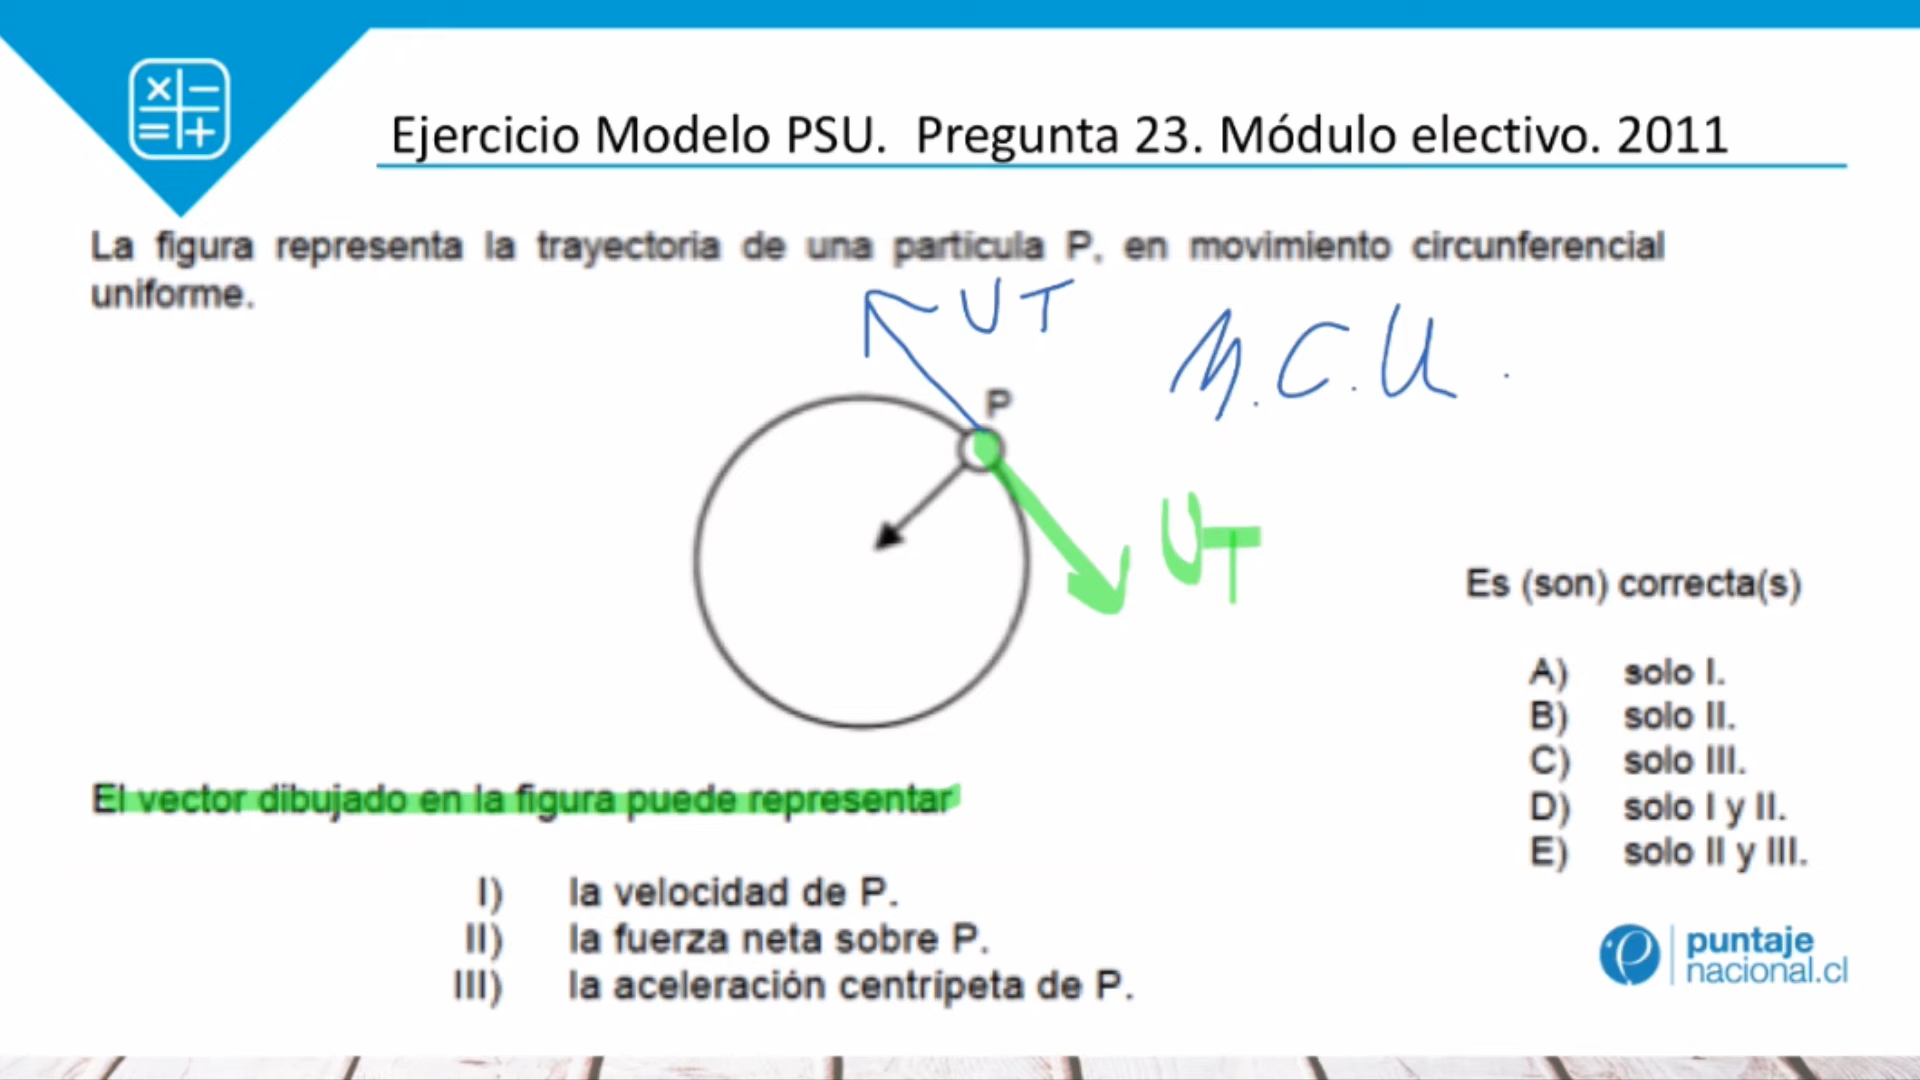 Ejercicio Modelo PSU. Pregunta 23. Módulo electivo. 2011
La figura representa la trayectoria de una partícula P, en movimiento circunferencial
uniforme.
UT
M.C.U.
P
UT
El vector dibujado en la figura puede representar
I) la velocidad de P.
II) la fuerza neta sobre P.
III) la aceleración centrípeta de P.
Es (son) correcta(s)
A) solo I.
B) solo II.
C) solo III.
D) solo I y II.
E) solo II y III.
puntaje
nacional.cl